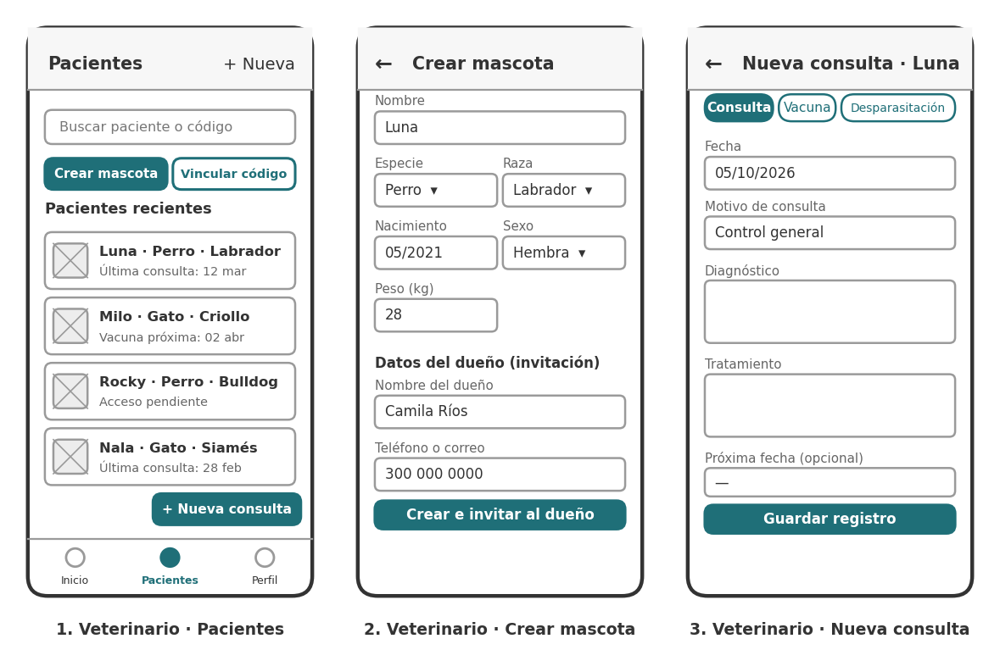 Pacientes + Nueva
Buscar paciente o código
Crear mascota Vincular código
Pacientes recientes
Luna · Perro · Labrador
Última consulta: 12 mar
Milo · Gato · Criollo
Vacuna próxima: 02 abr
Rocky · Perro · Bulldog
Acceso pendiente
Nala · Gato · Siamés
Última consulta: 28 feb
+ Nueva consulta
Inicio Pacientes Perfil
1. Veterinario · Pacientes
← Crear mascota
Nombre
Luna
Especie Raza
Perro ▾ Labrador ▾
Nacimiento Sexo
05/2021 Hembra ▾
Peso (kg)
28
Datos del dueño (invitación)
Nombre del dueño
Camila Ríos
Teléfono o correo
300 000 0000
Crear e invitar al dueño
2. Veterinario · Crear mascota
← Nueva consulta · Luna
Consulta Vacuna Desparasitación
Fecha
05/10/2026
Motivo de consulta
Control general
Diagnóstico
Tratamiento
Próxima fecha (opcional)
—
Guardar registro
3. Veterinario · Nueva consulta